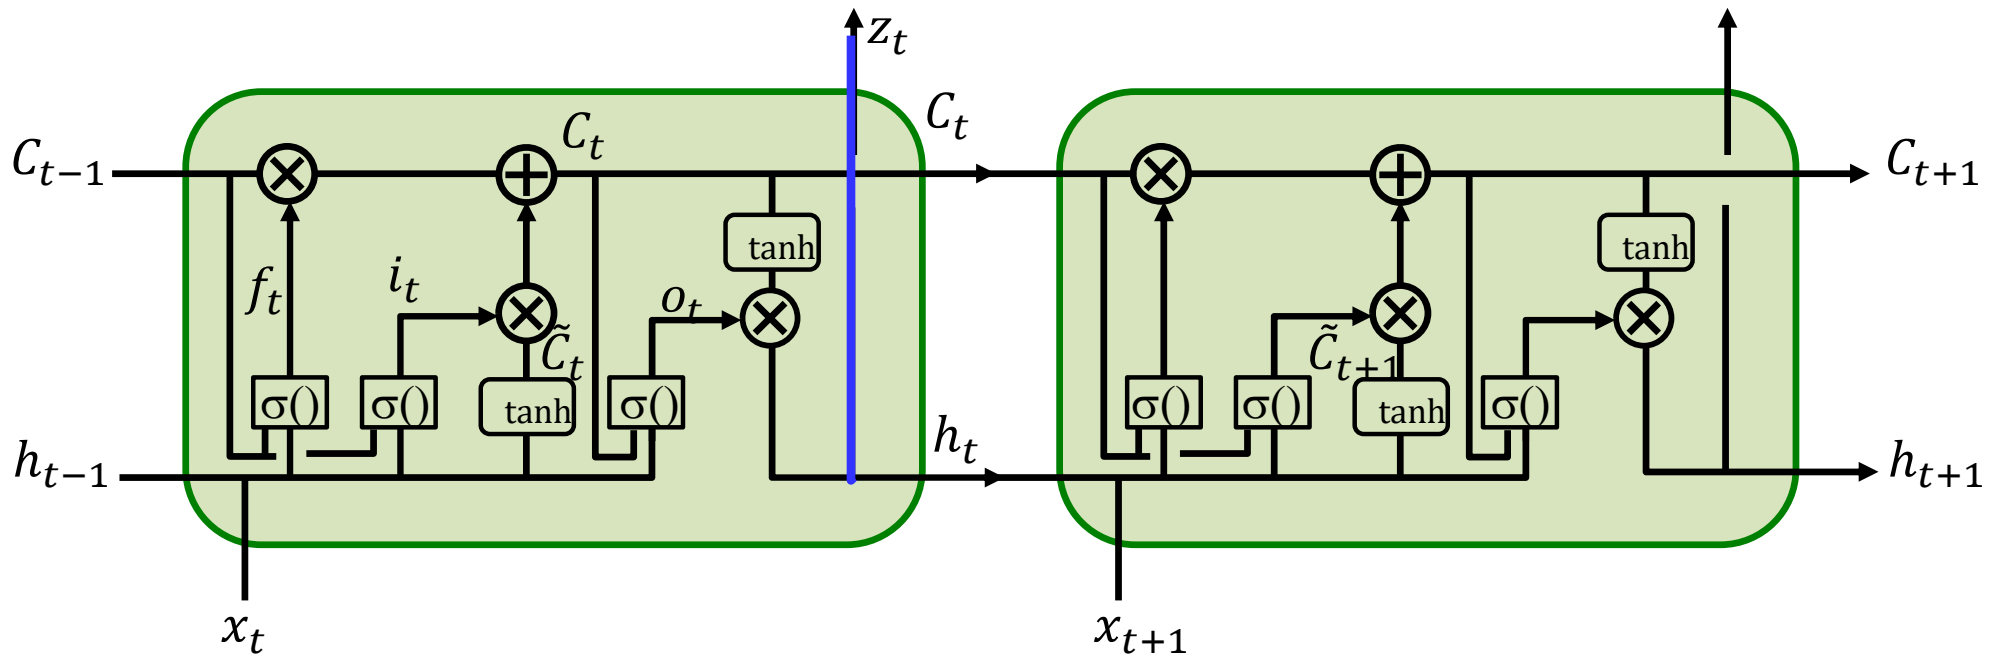 z_t
C_t
C_t
C_{t−1}
C_{t+1}
tanh
tanh
f_t
i_t
o_t
C̃_t
C̃_{t+1}
σ()
σ()
tanh
σ()
σ()
σ()
tanh
σ()
h_{t−1}
h_t
h_{t+1}
x_t
x_{t+1}